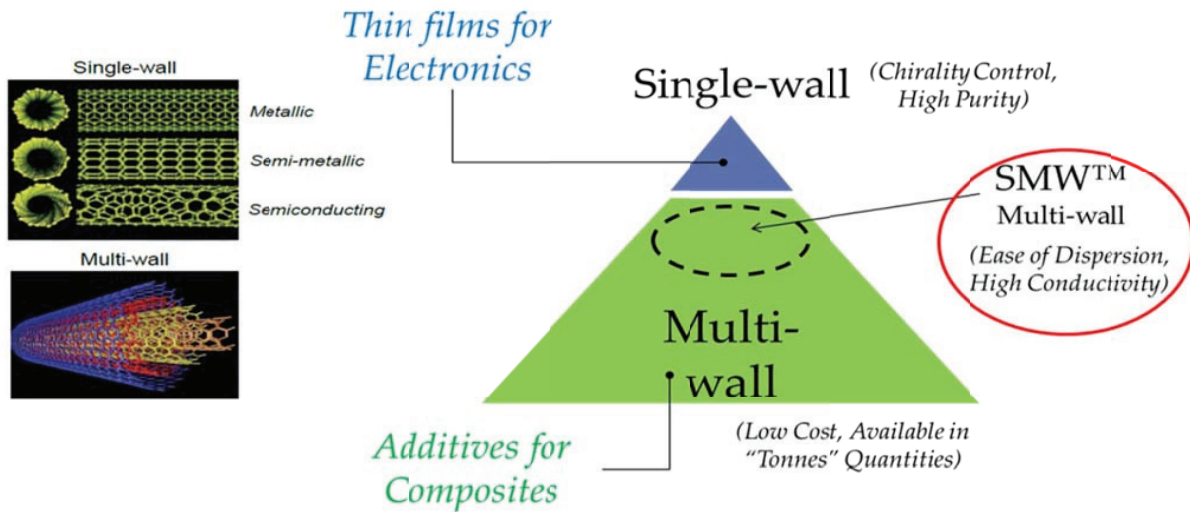 Single-wall
Metallic
Semi-metallic
Semiconducting
Multi-wall
Thin films for
Electronics
Single-wall
(Chirality Control,
High Purity)
SMW™
Multi-wall
(Ease of Dispersion,
High Conductivity)
Multi-
wall
Additives for
Composites
(Low Cost, Available in
“Tonnes” Quantities)